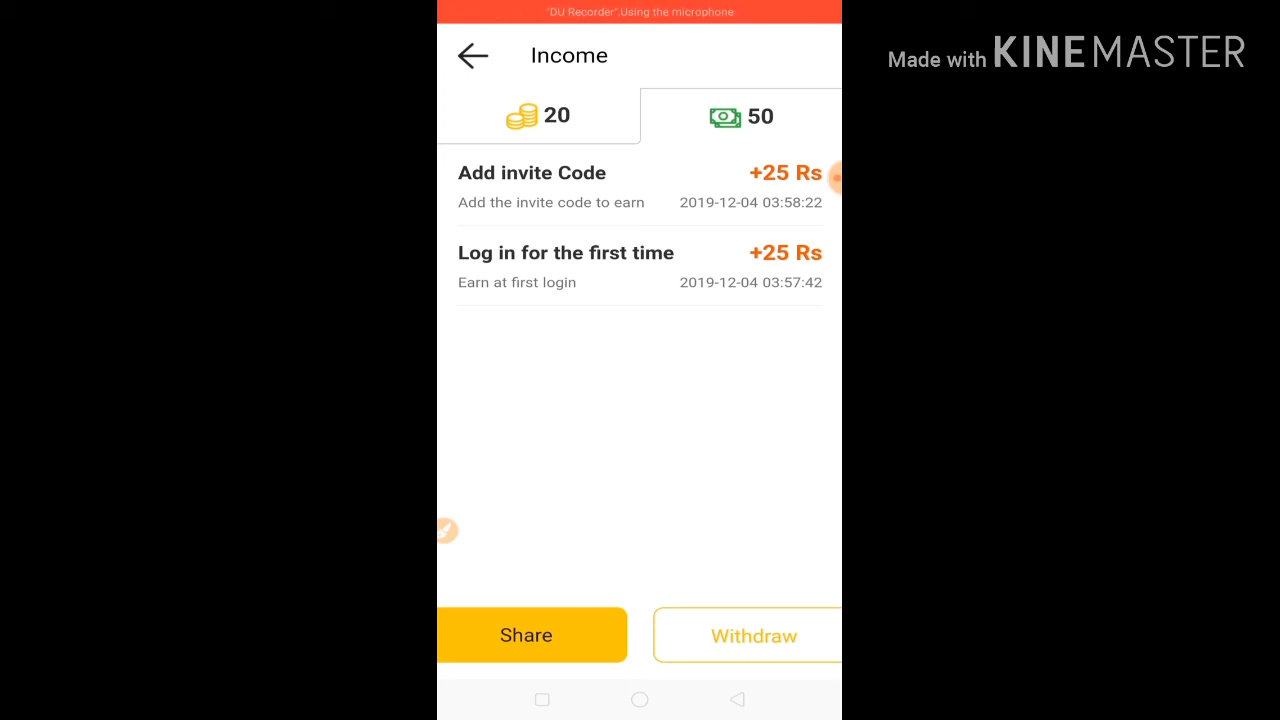 "DU Recorder",Using the microphone
Made with KINEMASTER
Income
20
50
Add invite Code
+25 Rs
Add the invite code to earn
2019-12-04 03:58:22
Log in for the first time
+25 Rs
Earn at first login
2019-12-04 03:57:42
Share
Withdraw